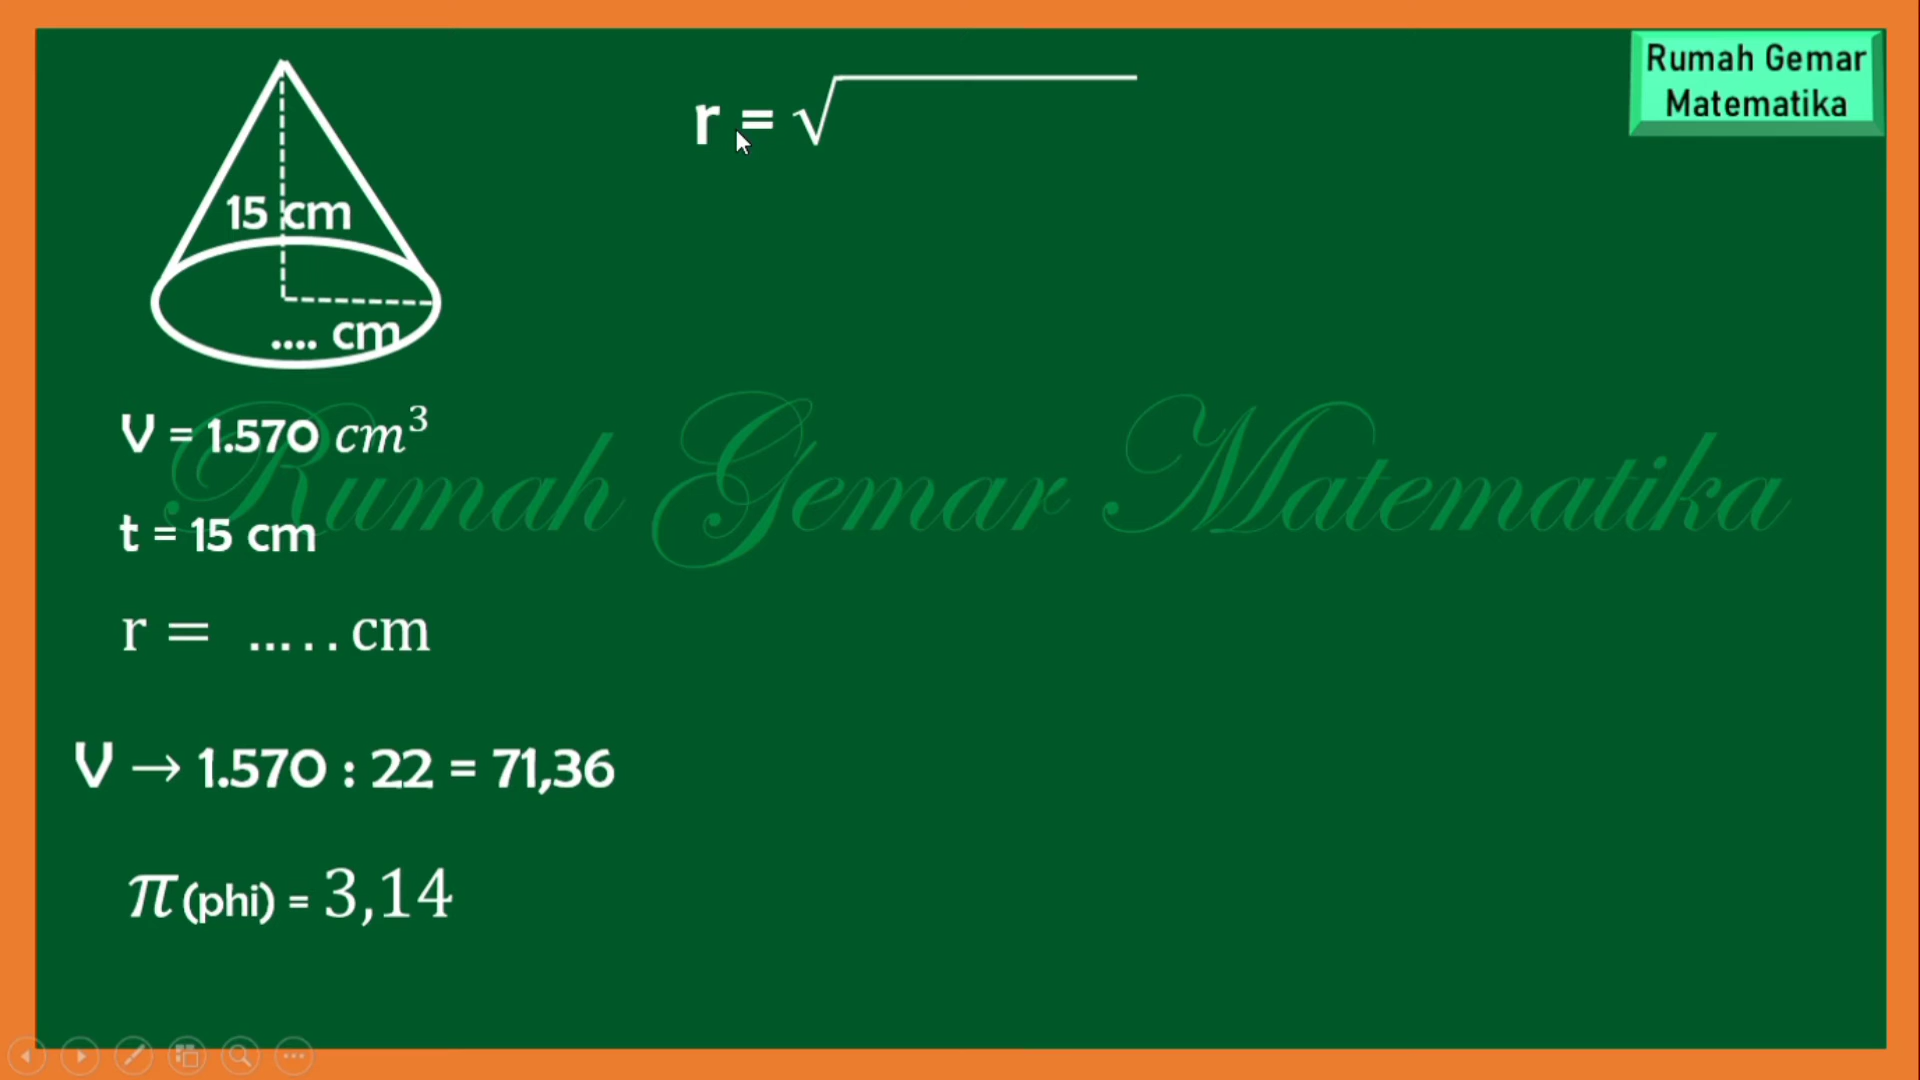 Rumah Gemar
Matematika
r = √
15 cm
.... cm
V = 1.570 cm³
Rumah Gemar Matematika
t = 15 cm
r = ….. cm
V → 1.570 : 22 = 71,36
π (phi) = 3,14